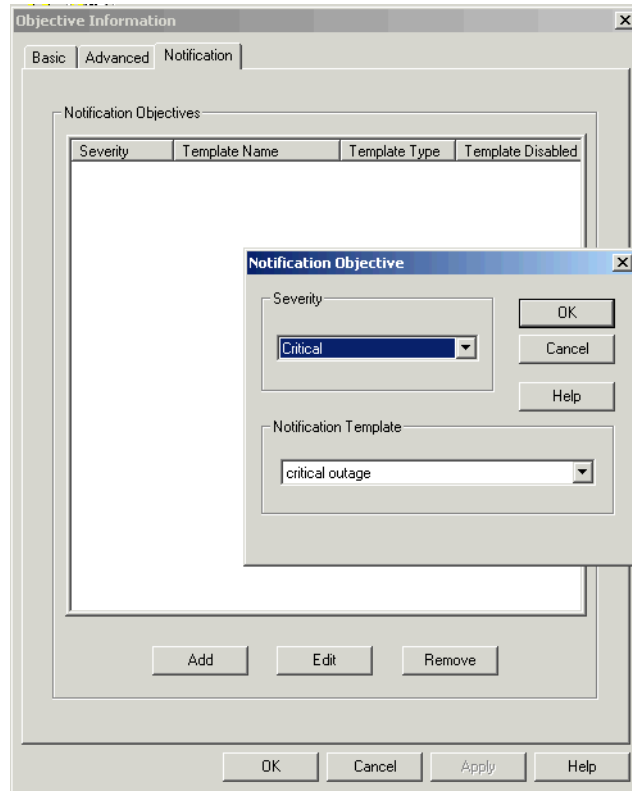 Objective Information
Basic
Advanced
Notification
Notification Objectives
Severity
Template Name
Template Type
Template Disabled
Notification Objective
Severity
Critical
OK
Cancel
Help
Notification Template
critical outage
Add
Edit
Remove
OK
Cancel
Apply
Help